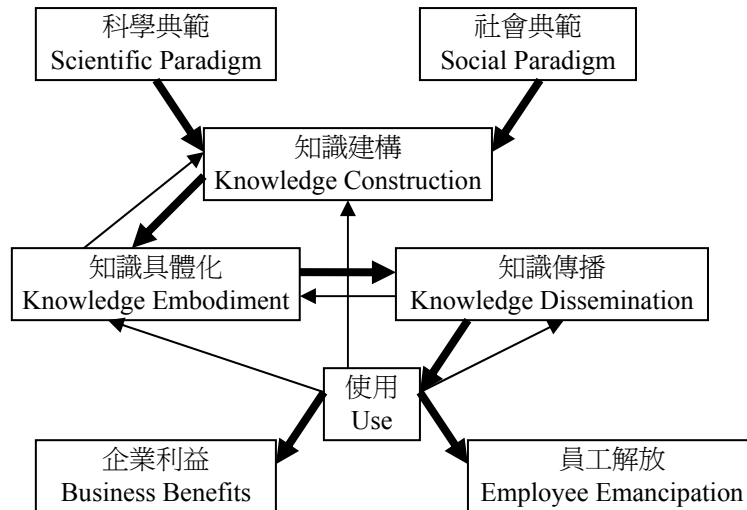 科學典範
Scientific Paradigm
社會典範
Social Paradigm
知識建構
Knowledge Construction
知識具體化
Knowledge Embodiment
知識傳播
Knowledge Dissemination
使用
Use
企業利益
Business Benefits
員工解放
Employee Emancipation